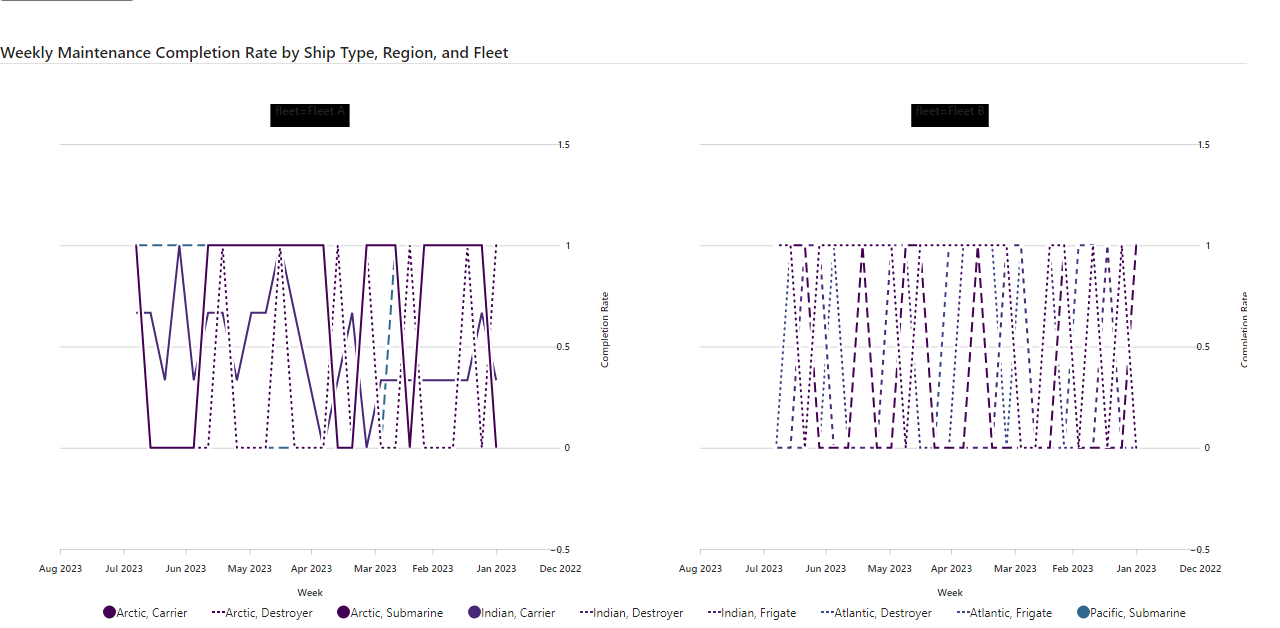 Weekly Maintenance Completion Rate by Ship Type, Region, and Fleet
fleet=Fleet A
fleet=Fleet B
1.5
1
0.5
0
−0.5
Completion Rate
Aug 2023 Jul 2023 Jun 2023 May 2023 Apr 2023 Mar 2023 Feb 2023 Jan 2023 Dec 2022
Week
1.5
1
0.5
0
−0.5
Completion Rate
Aug 2023 Jul 2023 Jun 2023 May 2023 Apr 2023 Mar 2023 Feb 2023 Jan 2023 Dec 2022
Week
Arctic, Carrier Arctic, Destroyer Arctic, Submarine Indian, Carrier Indian, Destroyer Indian, Frigate Atlantic, Destroyer Atlantic, Frigate Pacific, Submarine